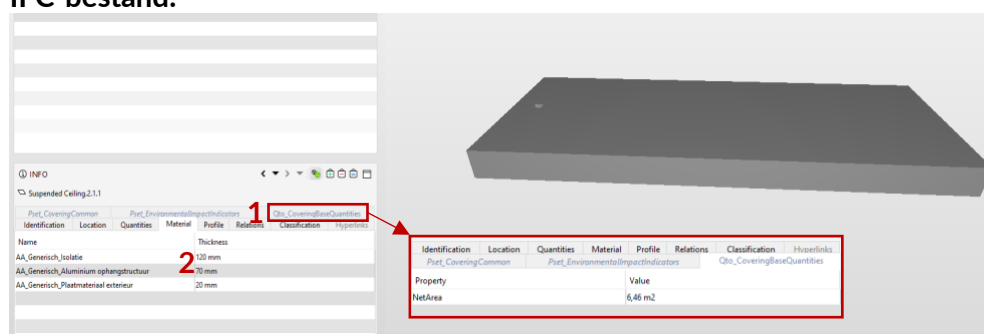 IFC-bestand.
INFO
Suspended Ceiling.2.1.1
Pset_CoveringCommon Pset_EnvironmentalImpactIndicators 1 Qto_CoveringBaseQuantities
Identification Location Quantities Material Profile Relations Classification Hyperlinks
Name Thickness
AA_Generisch_Isolatie 120 mm
AA_Generisch_Aluminium ophangstructuur 2 70 mm
AA_Generisch_Plaatmateriaal exterieur 20 mm
Identification Location Quantities Material Profile Relations Classification Hyperlinks
Pset_CoveringCommon Pset_EnvironmentalImpactIndicators Qto_CoveringBaseQuantities
Property Value
NetArea 6,46 m2